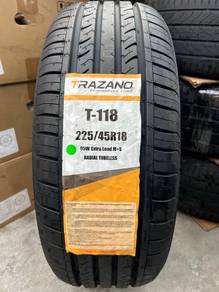 TRAZANO
T-118
225/45R18
95W Extra Load M+S
RADIAL TUBELESS